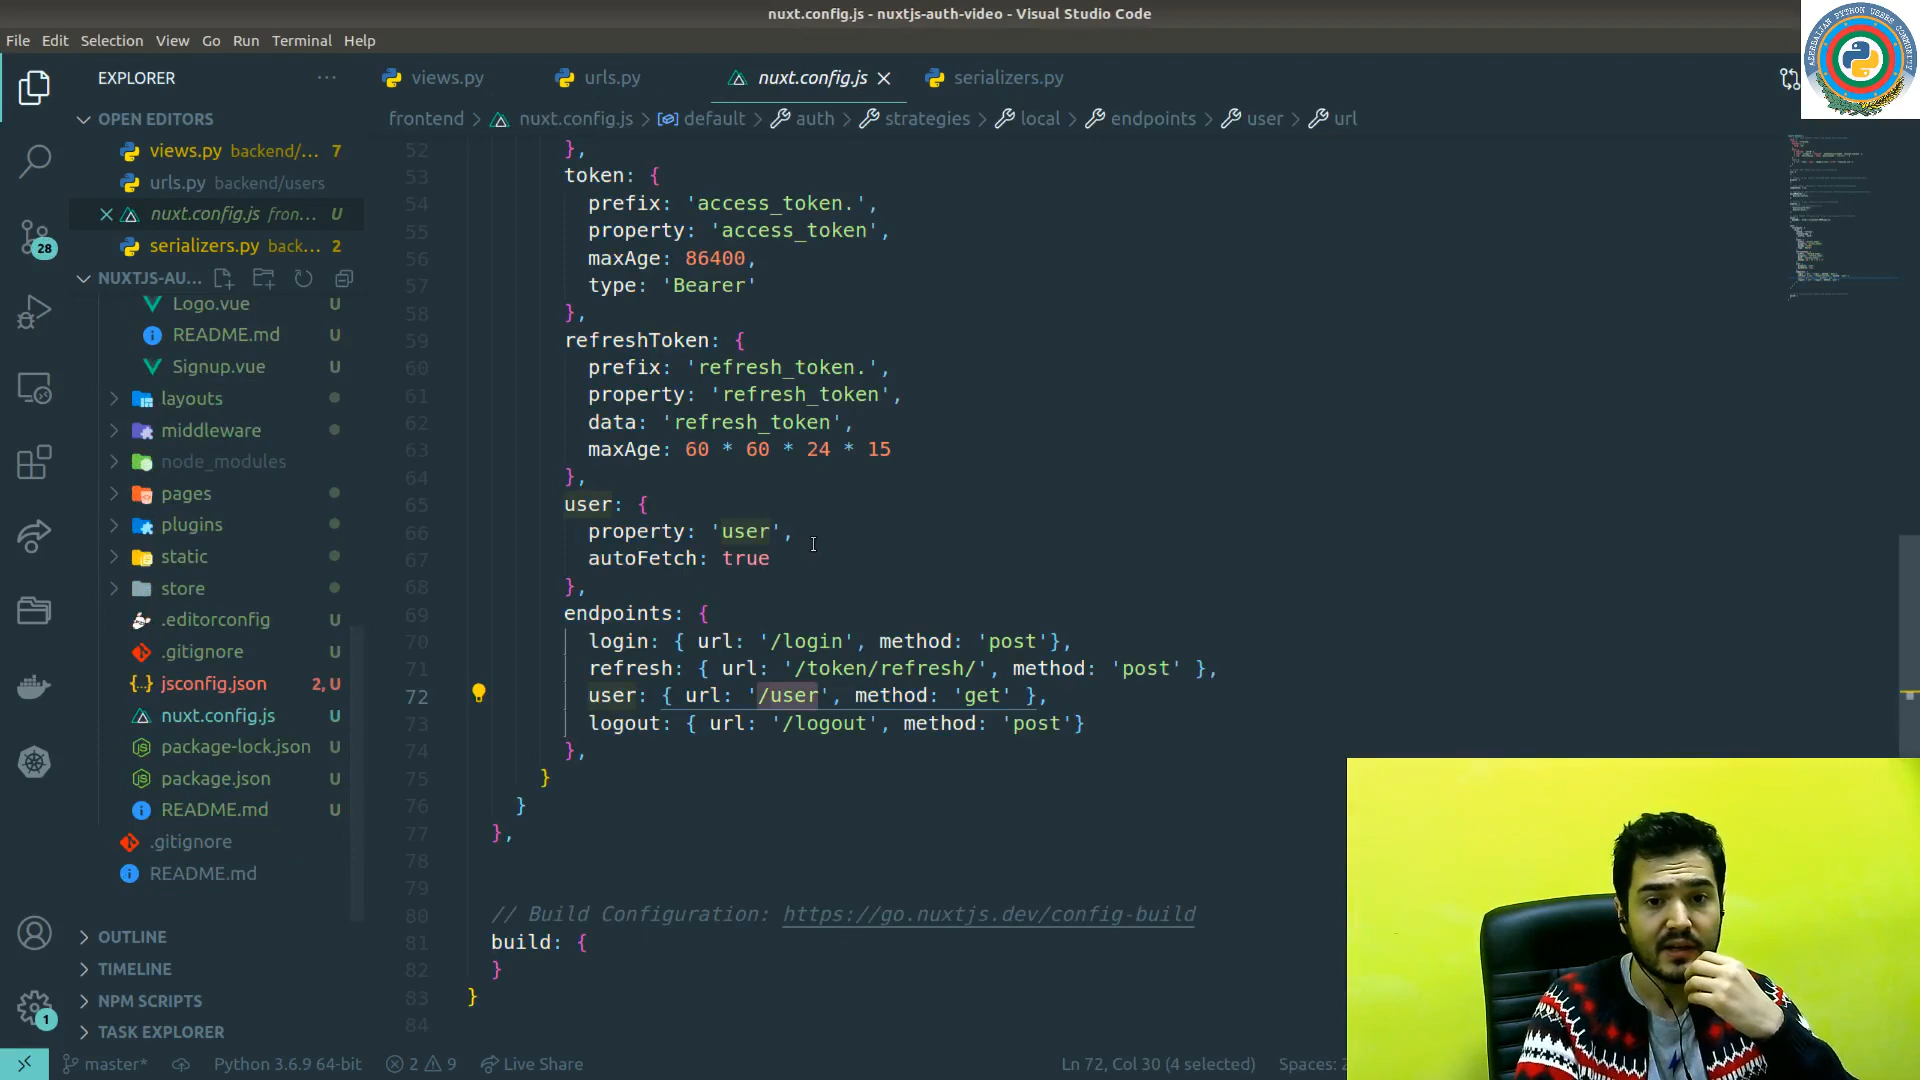 nuxt.config.js - nuxtjs-auth-video - Visual Studio Code
File Edit Selection View Go Run Terminal Help
AZERBAIJAN PYTHON USERS COMMUNITY
EXPLORER ...
views.py urls.py nuxt.config.js serializers.py
frontend > nuxt.config.js > default > auth > strategies > local > endpoints > user > url
OPEN EDITORS
views.py backend/... 7
urls.py backend/users
nuxt.config.js fron... U
serializers.py back... 2
NUXTJS-AU...
Logo.vue U
README.md U
Signup.vue U
layouts
middleware
node_modules
pages
plugins
static
store
.editorconfig U
.gitignore U
jsconfig.json 2, U
nuxt.config.js U
package-lock.json U
package.json U
README.md U
.gitignore
README.md
OUTLINE
TIMELINE
NPM SCRIPTS
TASK EXPLORER
28
1
52 },
53 token: {
54 prefix: 'access_token.',
55 property: 'access_token',
56 maxAge: 86400,
57 type: 'Bearer'
58 },
59 refreshToken: {
60 prefix: 'refresh_token.',
61 property: 'refresh_token',
62 data: 'refresh_token',
63 maxAge: 60 * 60 * 24 * 15
64 },
65 user: {
66 property: 'user',
67 autoFetch: true
68 },
69 endpoints: {
70 login: { url: '/login', method: 'post'},
71 refresh: { url: '/token/refresh/', method: 'post' },
72 user: { url: '/user', method: 'get' },
73 logout: { url: '/logout', method: 'post'}
74 },
75 }
76 }
77 },
78
79
80 // Build Configuration: https://go.nuxtjs.dev/config-build
81 build: {
82 }
83 }
84
master* Python 3.6.9 64-bit 2 9 Live Share Ln 72, Col 30 (4 selected) Spaces: 2